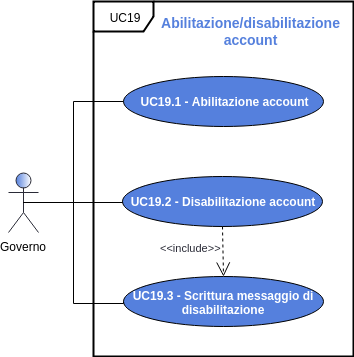 UC19
Abilitazione/disabilitazione
account
UC19.1 - Abilitazione account
UC19.2 - Disabilitazione account
Governo
<<include>>
UC19.3 - Scrittura messaggio di
disabilitazione